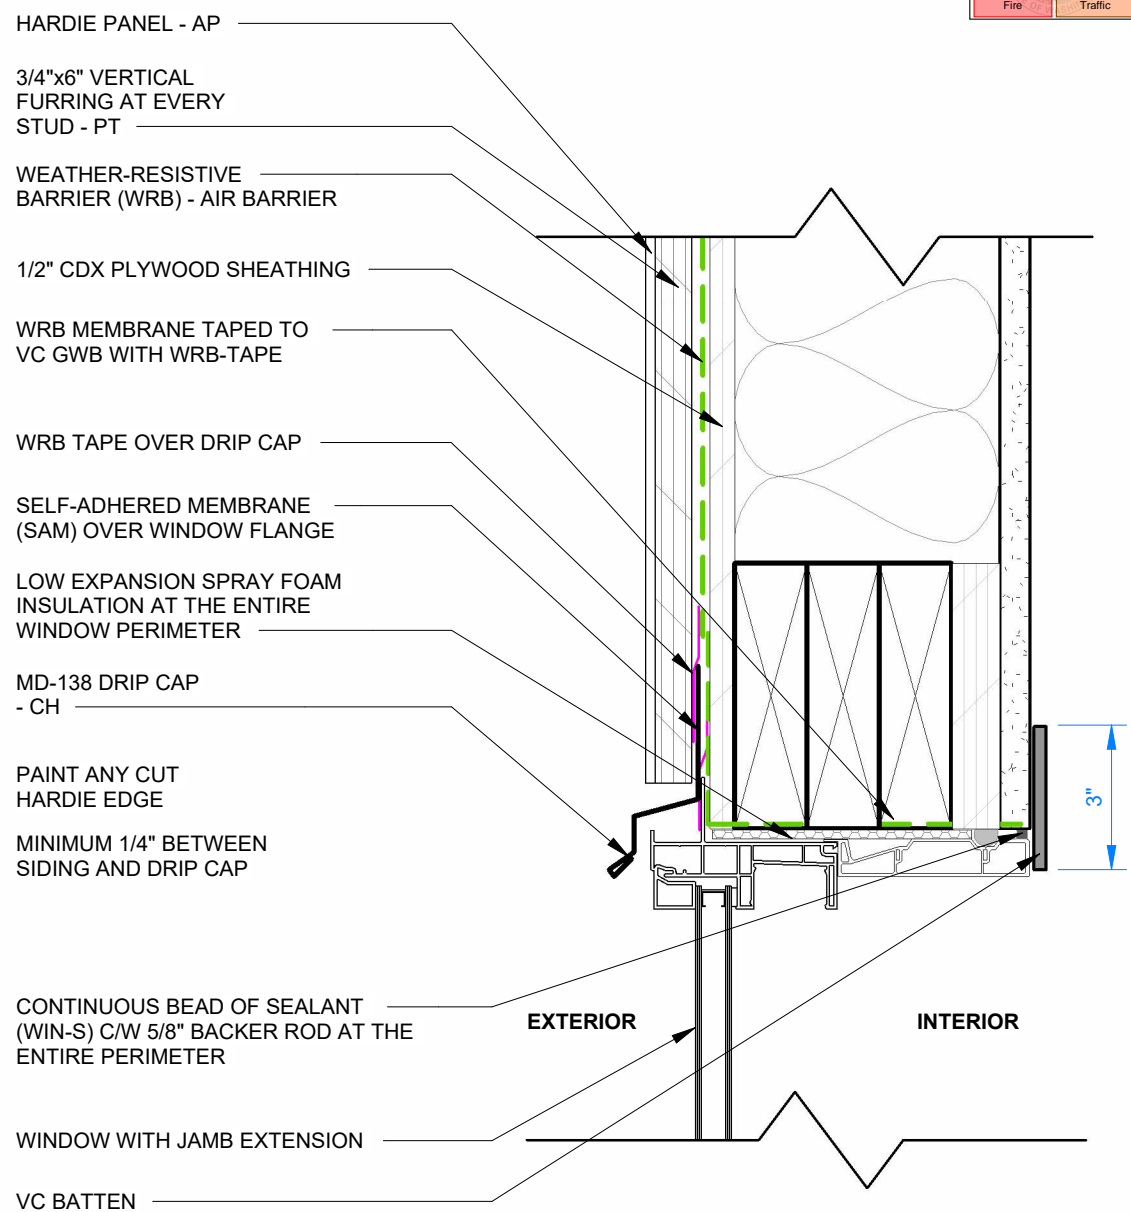 Fire
Traffic
HARDIE PANEL - AP
3/4"x6" VERTICAL
FURRING AT EVERY
STUD - PT
WEATHER-RESISTIVE
BARRIER (WRB) - AIR BARRIER
1/2" CDX PLYWOOD SHEATHING
WRB MEMBRANE TAPED TO
VC GWB WITH WRB-TAPE
WRB TAPE OVER DRIP CAP
SELF-ADHERED MEMBRANE
(SAM) OVER WINDOW FLANGE
LOW EXPANSION SPRAY FOAM
INSULATION AT THE ENTIRE
WINDOW PERIMETER
MD-138 DRIP CAP
- CH
PAINT ANY CUT
HARDIE EDGE
MINIMUM 1/4" BETWEEN
SIDING AND DRIP CAP
3"
CONTINUOUS BEAD OF SEALANT
(WIN-S) C/W 5/8" BACKER ROD AT THE
ENTIRE PERIMETER
EXTERIOR
INTERIOR
WINDOW WITH JAMB EXTENSION
VC BATTEN